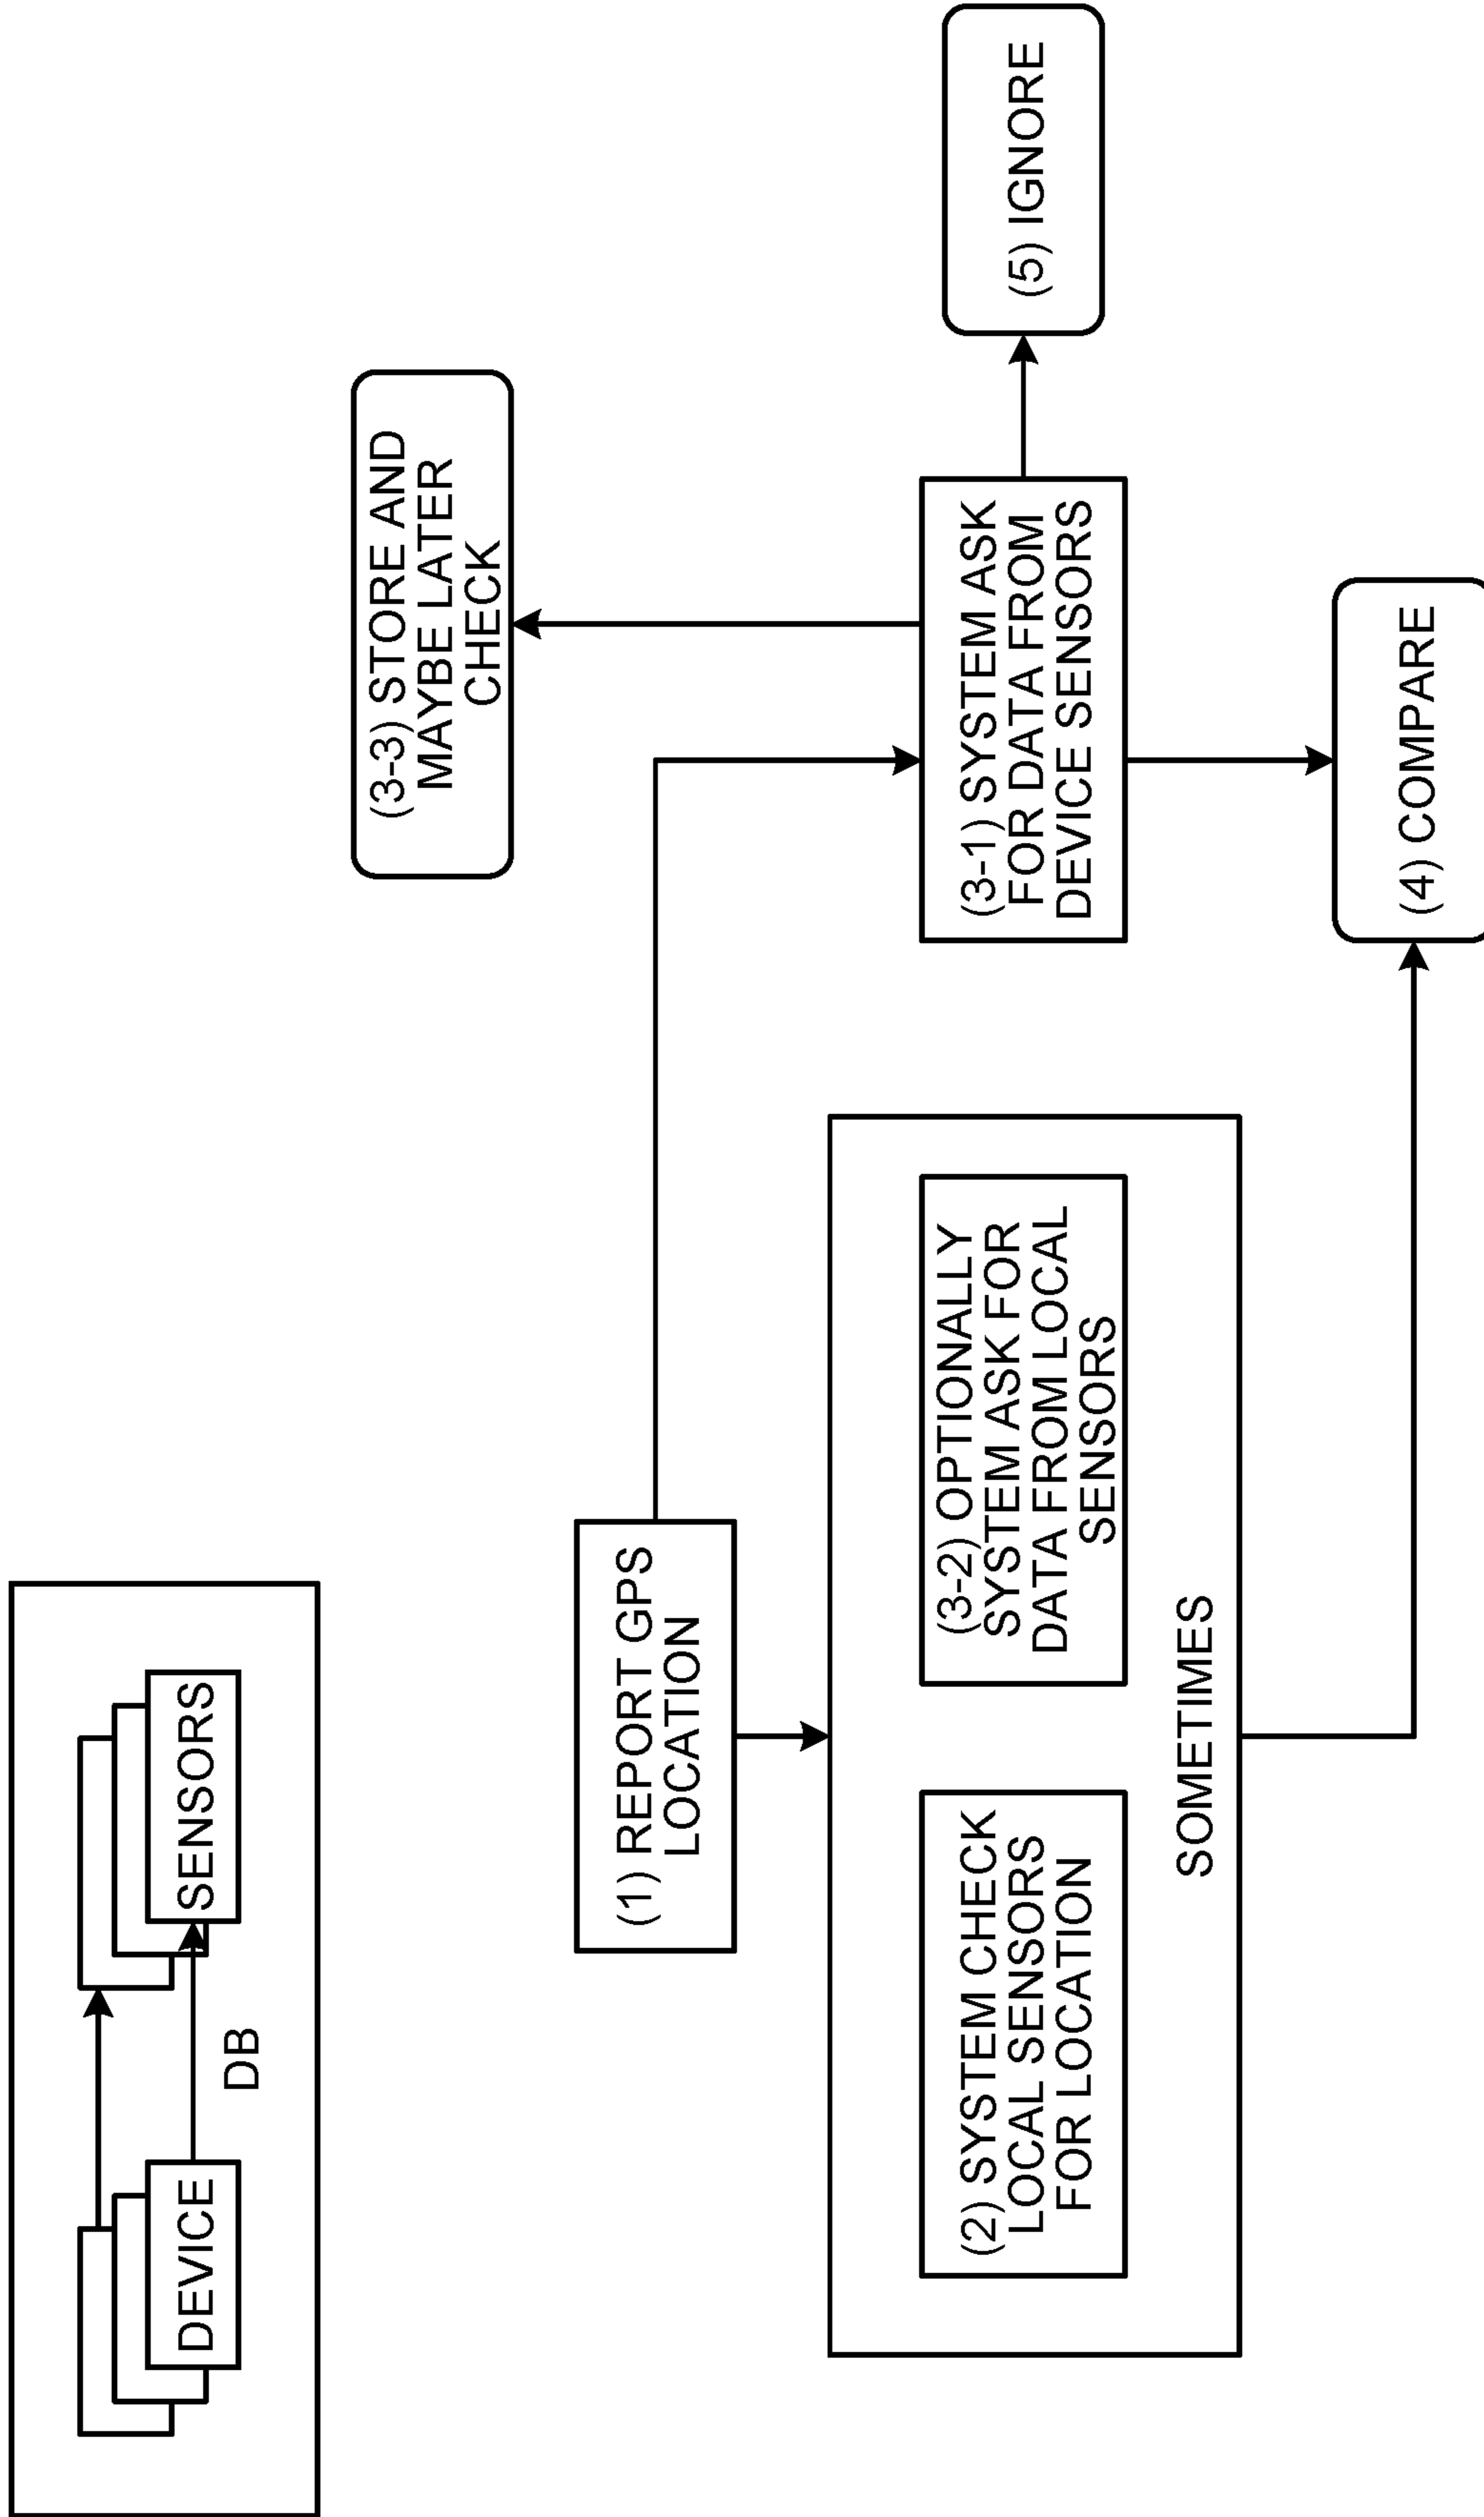 DEVICE
SENSORS
DB
(3-3) STORE AND
MAYBE LATER
CHECK
(1) REPORT GPS
LOCATION
(2) SYSTEM CHECK
LOCAL SENSORS
FOR LOCATION
(3-2) OPTIONALLY
SYSTEM ASK FOR
DATA FROM LOCAL
SENSORS
SOMETIMES
(3-1) SYSTEM ASK
FOR DATA FROM
DEVICE SENSORS
(5) IGNORE
(4) COMPARE